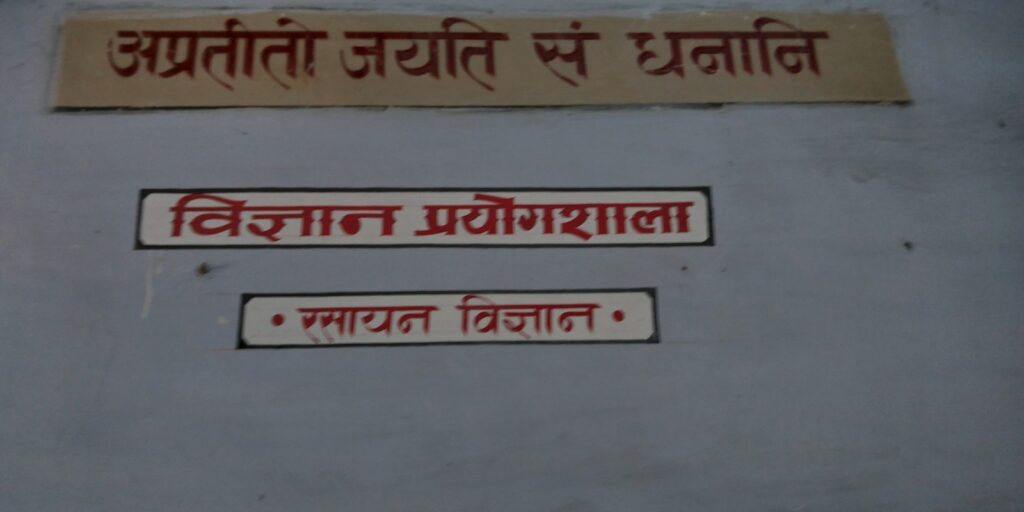 अप्रतीतो जयति सं धनानि
विज्ञान प्रयोगशाला
• रसायन विज्ञान •